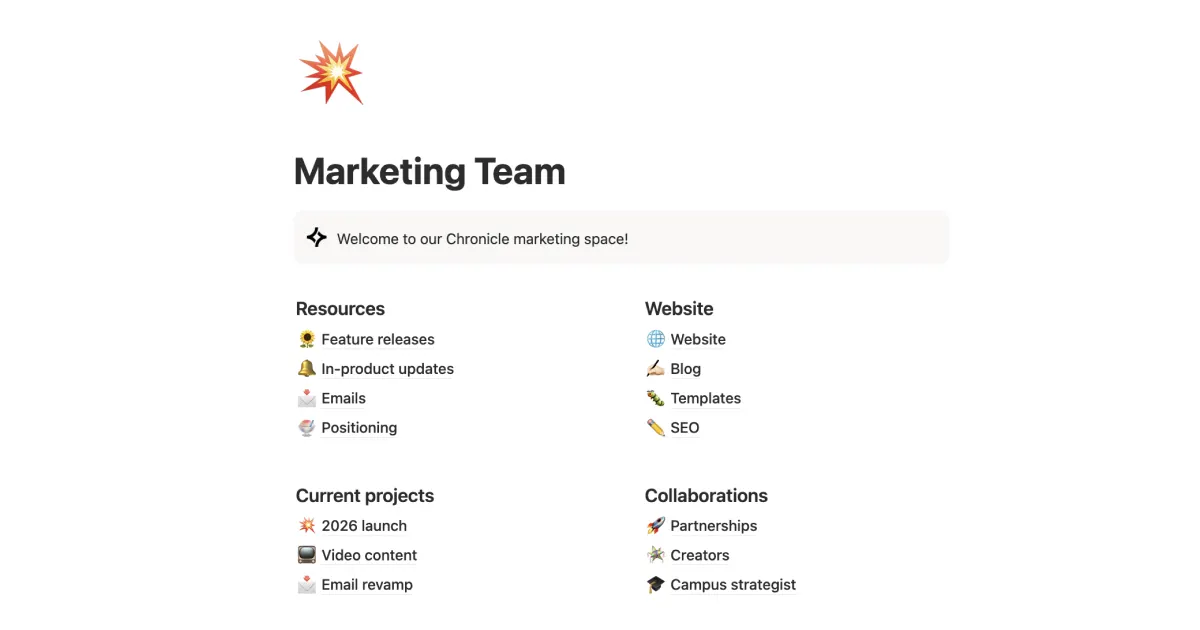 Marketing Team
Welcome to our Chronicle marketing space!
Resources
Feature releases
In-product updates
Emails
Positioning
Website
Website
Blog
Templates
SEO
Current projects
2026 launch
Video content
Email revamp
Collaborations
Partnerships
Creators
Campus strategist